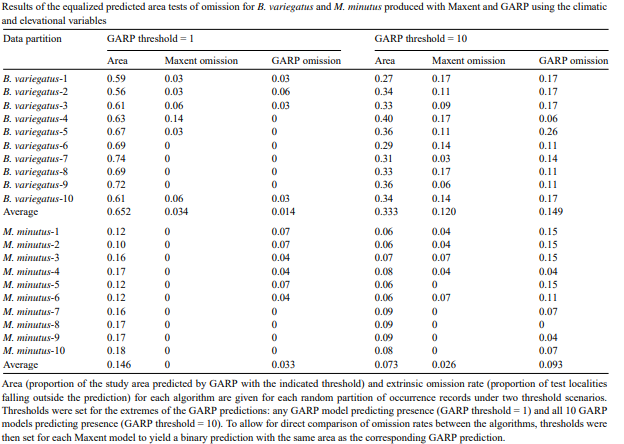 Results of the equalized predicted area tests of omission for B. variegatus and M. minutus produced with Maxent and GARP using the climatic
and elevational variables
Data partition GARP threshold = 1 GARP threshold = 10
Area Maxent omission GARP omission Area Maxent omission GARP omission
B. variegatus-1 0.59 0.03 0.03 0.27 0.17 0.17
B. variegatus-2 0.56 0.03 0.06 0.34 0.11 0.17
B. variegatus-3 0.61 0.06 0.03 0.33 0.09 0.17
B. variegatus-4 0.63 0.14 0 0.40 0.17 0.06
B. variegatus-5 0.67 0.03 0 0.36 0.11 0.26
B. variegatus-6 0.69 0 0 0.29 0.14 0.11
B. variegatus-7 0.74 0 0 0.31 0.03 0.14
B. variegatus-8 0.69 0 0 0.33 0.17 0.11
B. variegatus-9 0.72 0 0 0.36 0.06 0.11
B. variegatus-10 0.61 0.06 0.03 0.34 0.14 0.17
Average 0.652 0.034 0.014 0.333 0.120 0.149
M. minutus-1 0.12 0 0.07 0.06 0.04 0.15
M. minutus-2 0.10 0 0.07 0.06 0.04 0.15
M. minutus-3 0.16 0 0.04 0.07 0.07 0.15
M. minutus-4 0.17 0 0.04 0.08 0.04 0.04
M. minutus-5 0.12 0 0.07 0.06 0 0.15
M. minutus-6 0.12 0 0.04 0.06 0.07 0.11
M. minutus-7 0.16 0 0 0.09 0 0.07
M. minutus-8 0.17 0 0 0.09 0 0
M. minutus-9 0.17 0 0 0.09 0 0.04
M. minutus-10 0.18 0 0 0.08 0 0.07
Average 0.146 0 0.033 0.073 0.026 0.093
Area (proportion of the study area predicted by GARP with the indicated threshold) and extrinsic omission rate (proportion of test localities
falling outside the prediction) for each algorithm are given for each random partition of occurrence records under two threshold scenarios.
Thresholds were set for the extremes of the GARP predictions: any GARP model predicting presence (GARP threshold = 1) and all 10 GARP
models predicting presence (GARP threshold = 10). To allow for direct comparison of omission rates between the algorithms, thresholds were
then set for each Maxent model to yield a binary prediction with the same area as the corresponding GARP prediction.